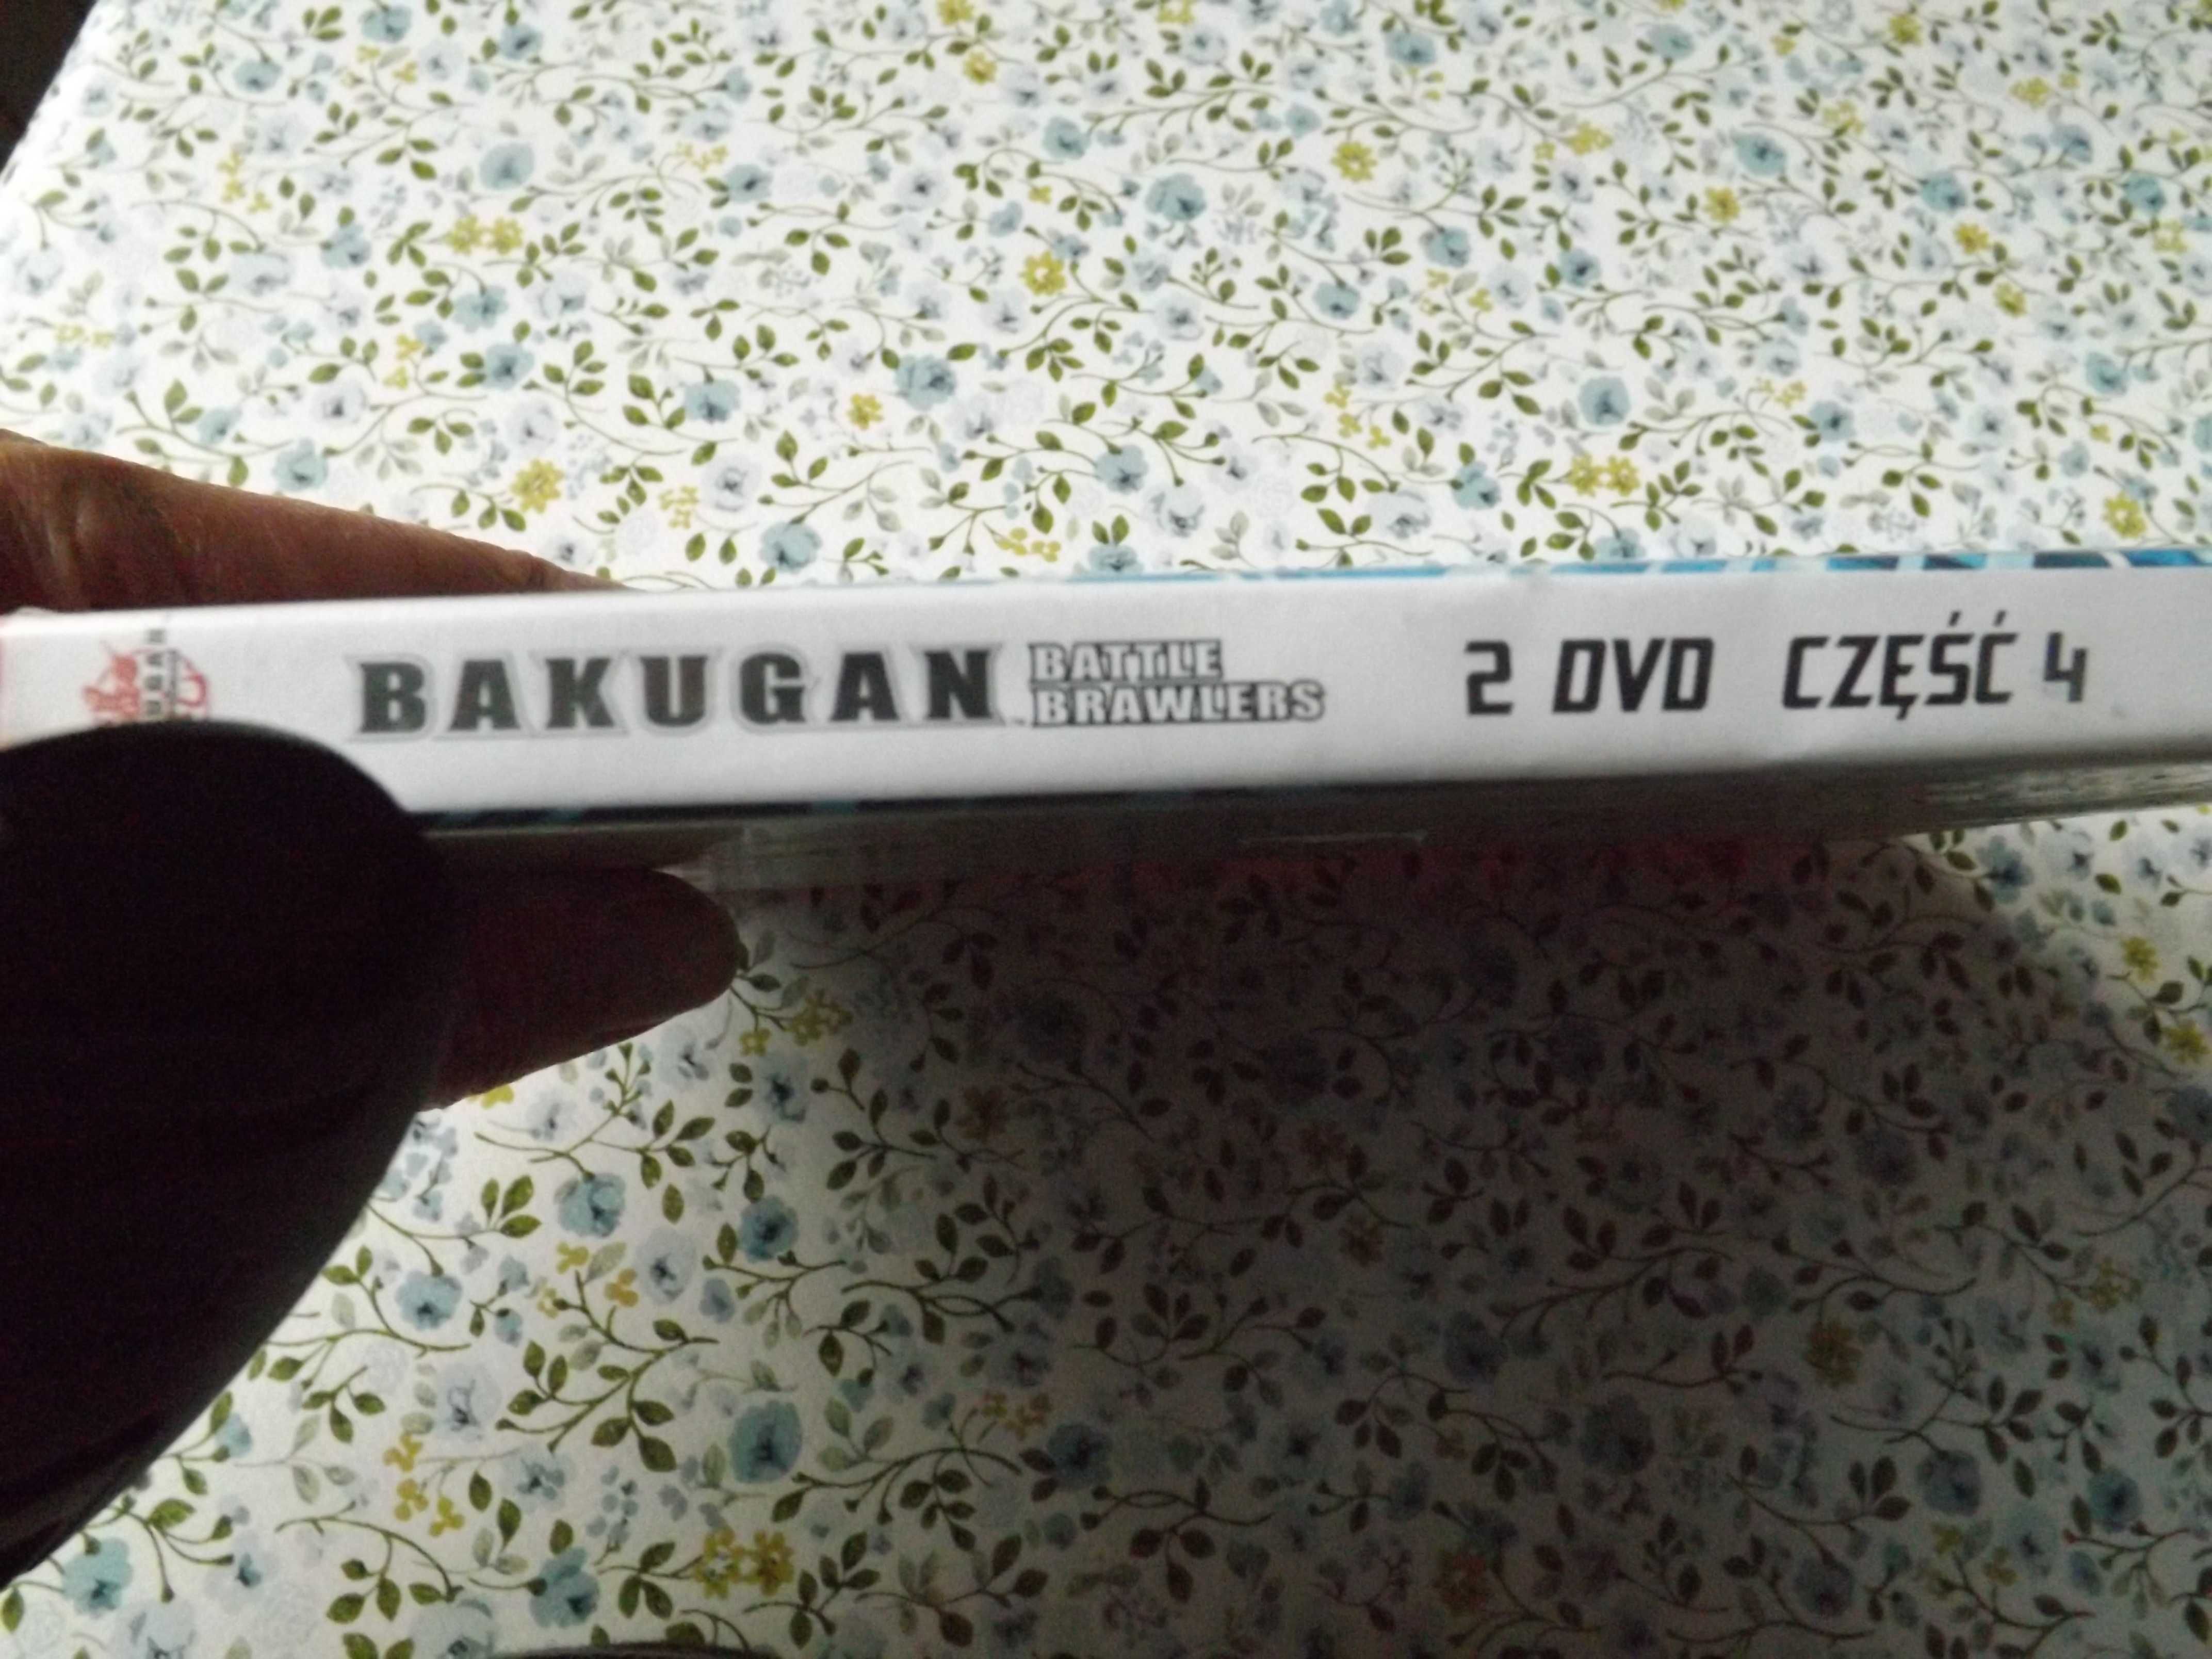 BAKUGAN BATTLE BRAWLERS 2 DVD CZĘŚĆ 4